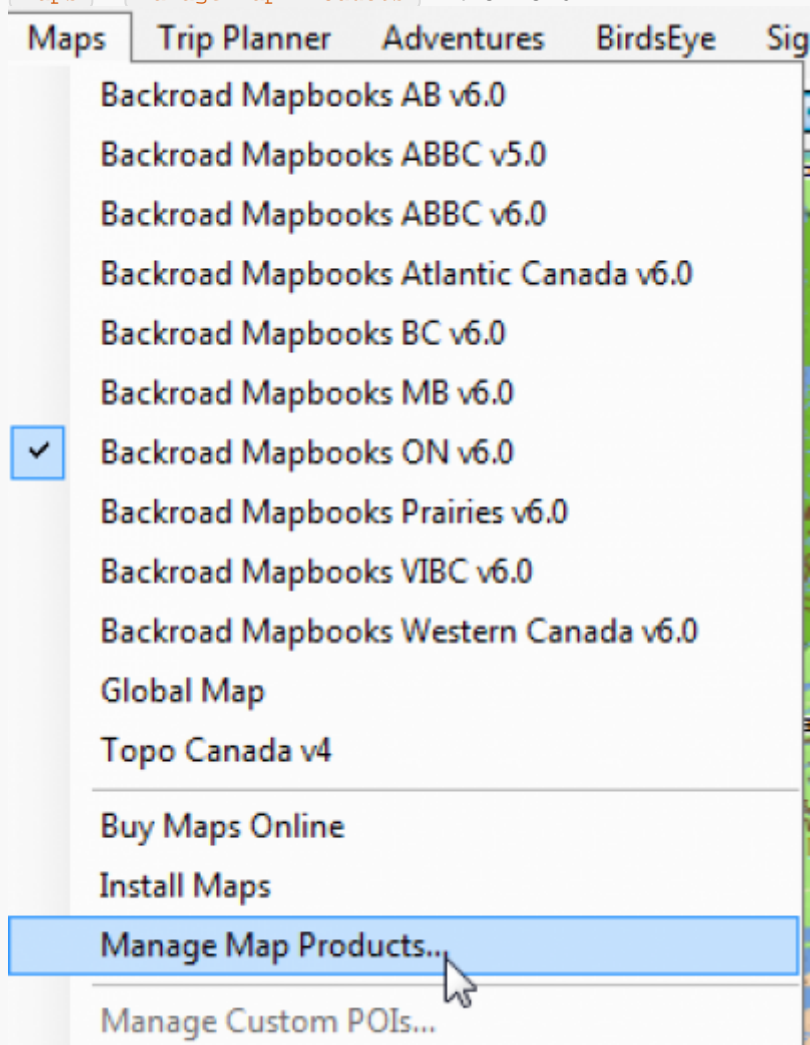 Maps Trip Planner Adventures BirdsEye
Backroad Mapbooks AB v6.0
Backroad Mapbooks ABBC v5.0
Backroad Mapbooks ABBC v6.0
Backroad Mapbooks Atlantic Canada v6.0
Backroad Mapbooks BC v6.0
Backroad Mapbooks MB v6.0
Backroad Mapbooks ON v6.0
Backroad Mapbooks Prairies v6.0
Backroad Mapbooks VIBC v6.0
Backroad Mapbooks Western Canada v6.0
Global Map
Topo Canada v4
Buy Maps Online
Install Maps
Manage Map Products...
Manage Custom POIs...